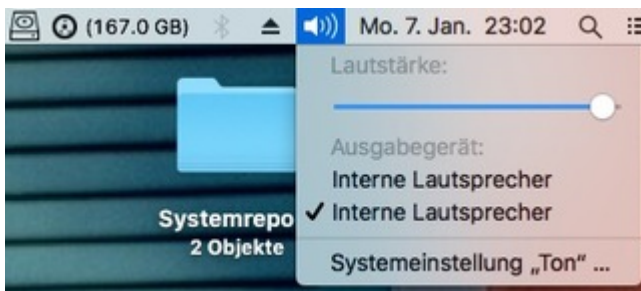 (167.0 GB) Mo. 7. Jan. 23:02
Lautstärke:
Ausgabegerät:
Interne Lautsprecher
Interne Lautsprecher
Systemeinstellung „Ton“ ...
Systemrepo
2 Objekte